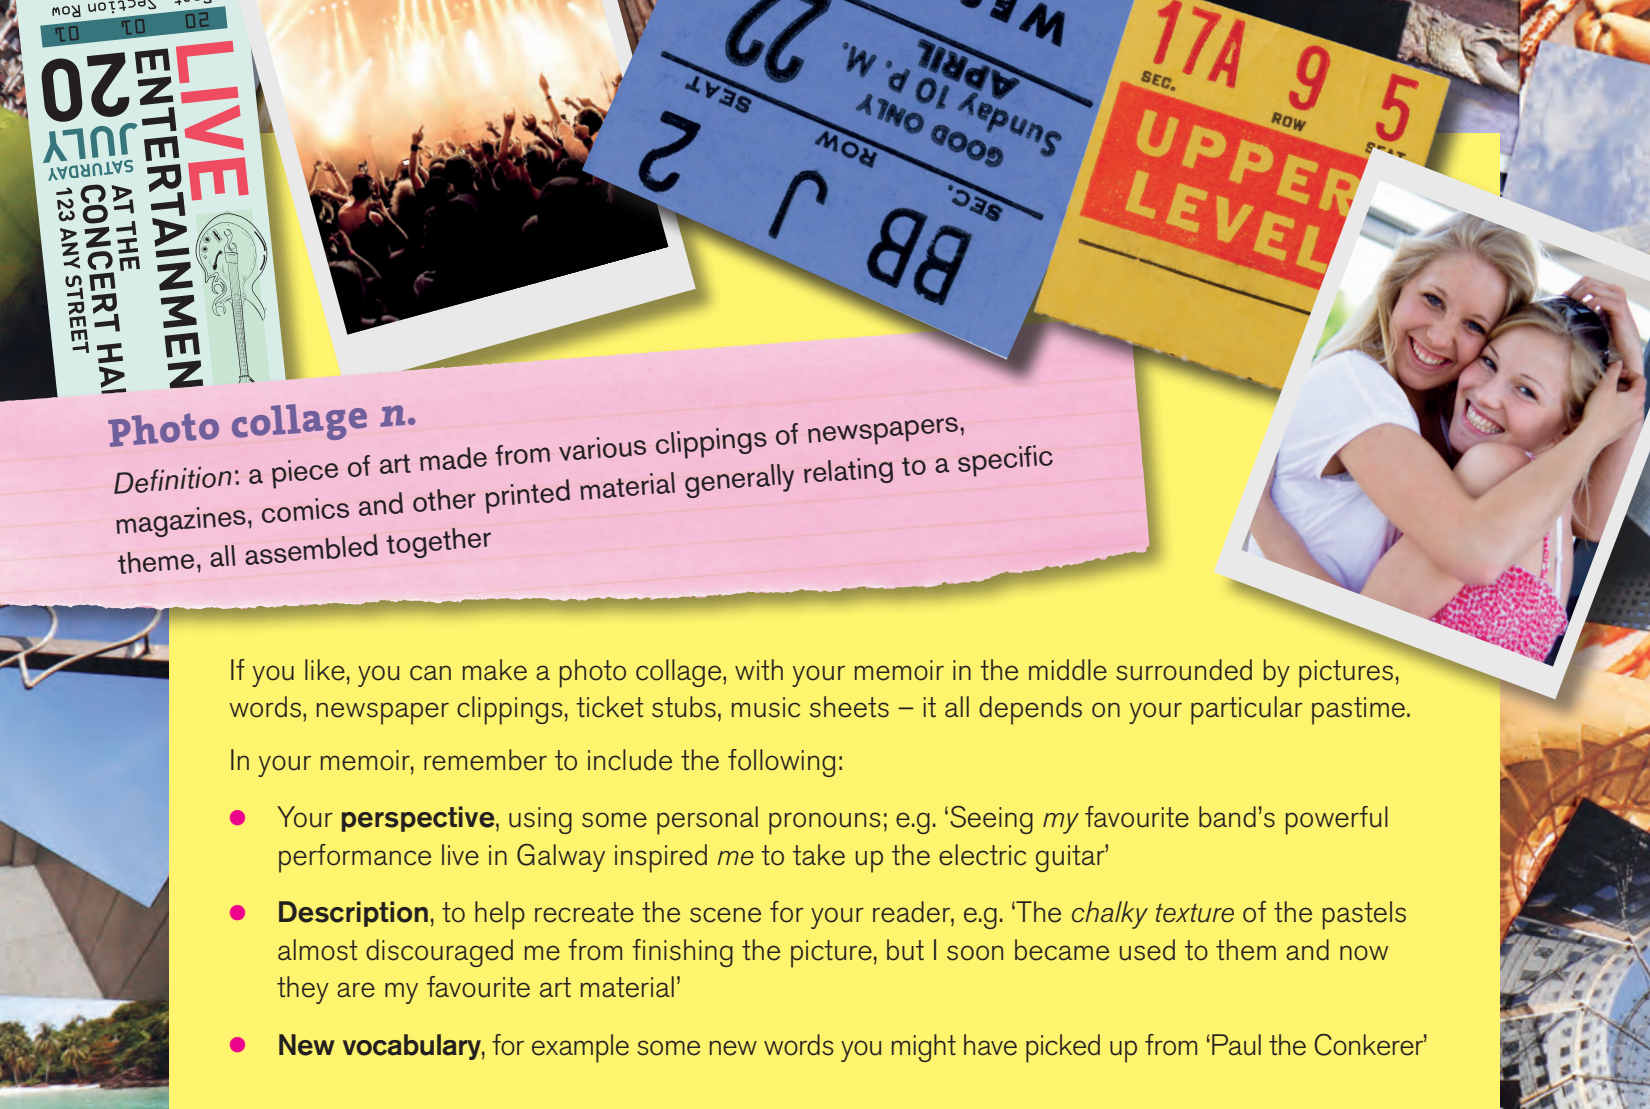 Seat Section Row
20 01 01
LIVE
ENTERTAINMEN
20
JULY
SATURDAY
AT THE
CONCERT HAL
123 ANY STREET
22
WES
APRIL
Sunday 10 P.M.
GOOD ONLY
SEAT
ROW
SEC.
2
J
BB
17A 9 5
SEC. ROW SEAT
UPPER
LEVEL
Photo collage n.
Definition: a piece of art made from various clippings of newspapers,
magazines, comics and other printed material generally relating to a specific
theme, all assembled together
If you like, you can make a photo collage, with your memoir in the middle surrounded by pictures,
words, newspaper clippings, ticket stubs, music sheets – it all depends on your particular pastime.
In your memoir, remember to include the following:
● Your perspective, using some personal pronouns; e.g. ‘Seeing my favourite band’s powerful
performance live in Galway inspired me to take up the electric guitar’
● Description, to help recreate the scene for your reader, e.g. ‘The chalky texture of the pastels
almost discouraged me from finishing the picture, but I soon became used to them and now
they are my favourite art material’
● New vocabulary, for example some new words you might have picked up from ‘Paul the Conkerer’